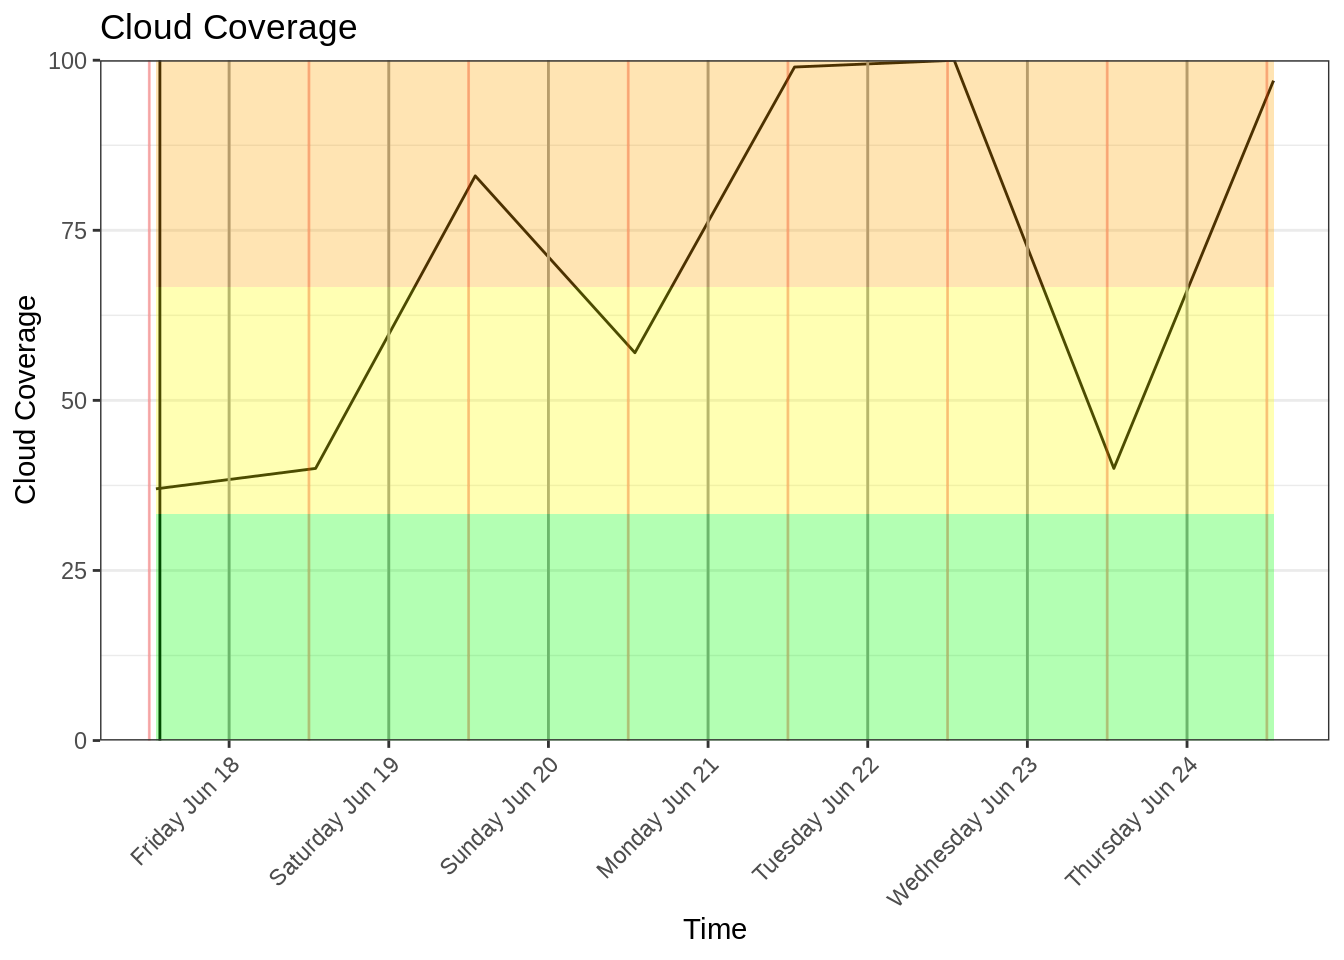 Cloud Coverage
100
75
50
25
0
Cloud Coverage
Friday Jun 18
Saturday Jun 19
Sunday Jun 20
Monday Jun 21
Tuesday Jun 22
Wednesday Jun 23
Thursday Jun 24
Time